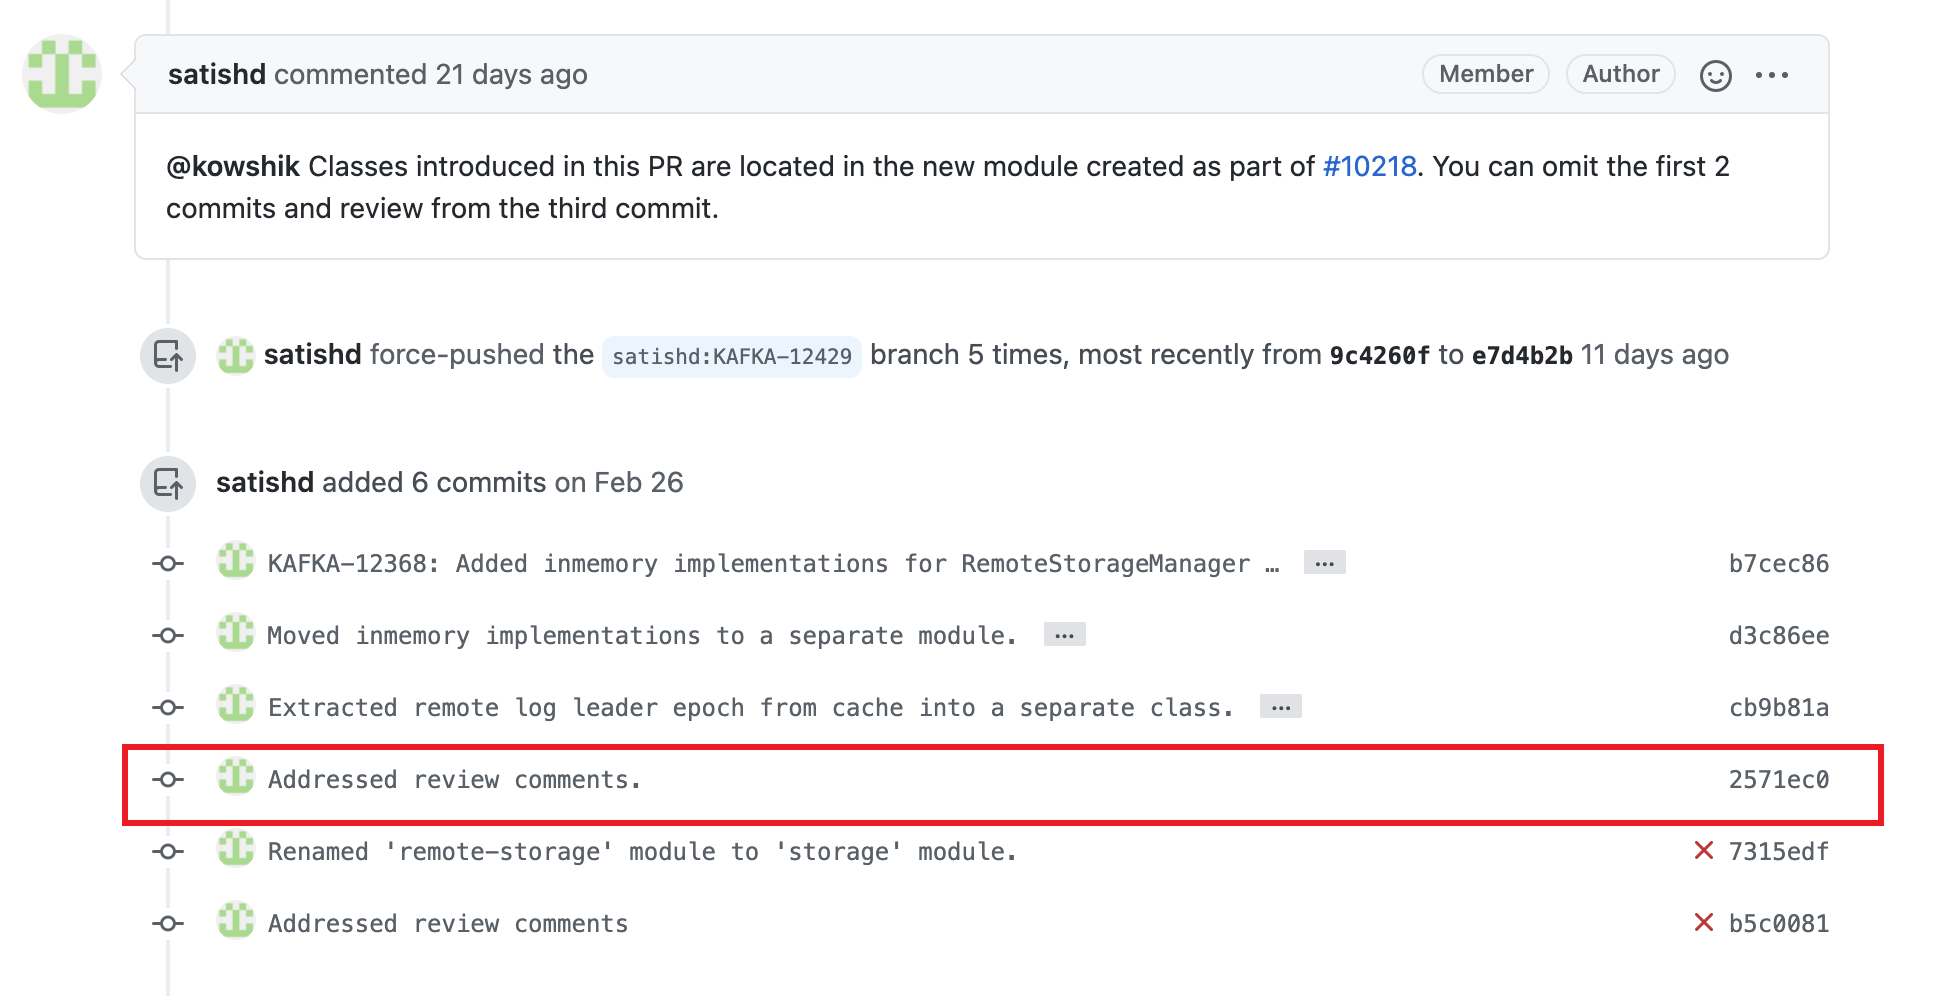 satishd commented 21 days ago Member Author
@kowshik Classes introduced in this PR are located in the new module created as part of #10218. You can omit the first 2
commits and review from the third commit.
satishd force-pushed the satishd:KAFKA-12429 branch 5 times, most recently from 9c4260f to e7d4b2b 11 days ago
satishd added 6 commits on Feb 26
KAFKA-12368: Added inmemory implementations for RemoteStorageManager … … b7cec86
Moved inmemory implementations to a separate module. … d3c86ee
Extracted remote log leader epoch from cache into a separate class. … cb9b81a
Addressed review comments. 2571ec0
Renamed 'remote-storage' module to 'storage' module. 7315edf
Addressed review comments b5c0081